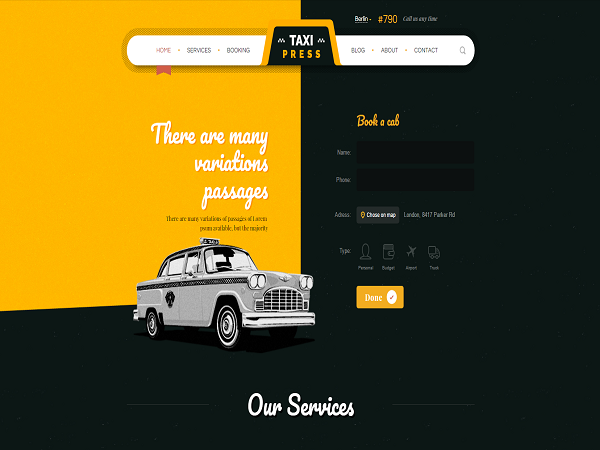 Berlin #790 Call us any time
HOME SERVICES BOOKING
TAXI
PRESS
BLOG ABOUT CONTACT
There are many
variations
passages
There are many variations of passages of Lorem
psum available, but the majority
Book a cab
Name:
Phone:
Adress: Chose on map London, 8417 Parker Rd
Type:
Personal Budget Airport Truck
Done
Our Services